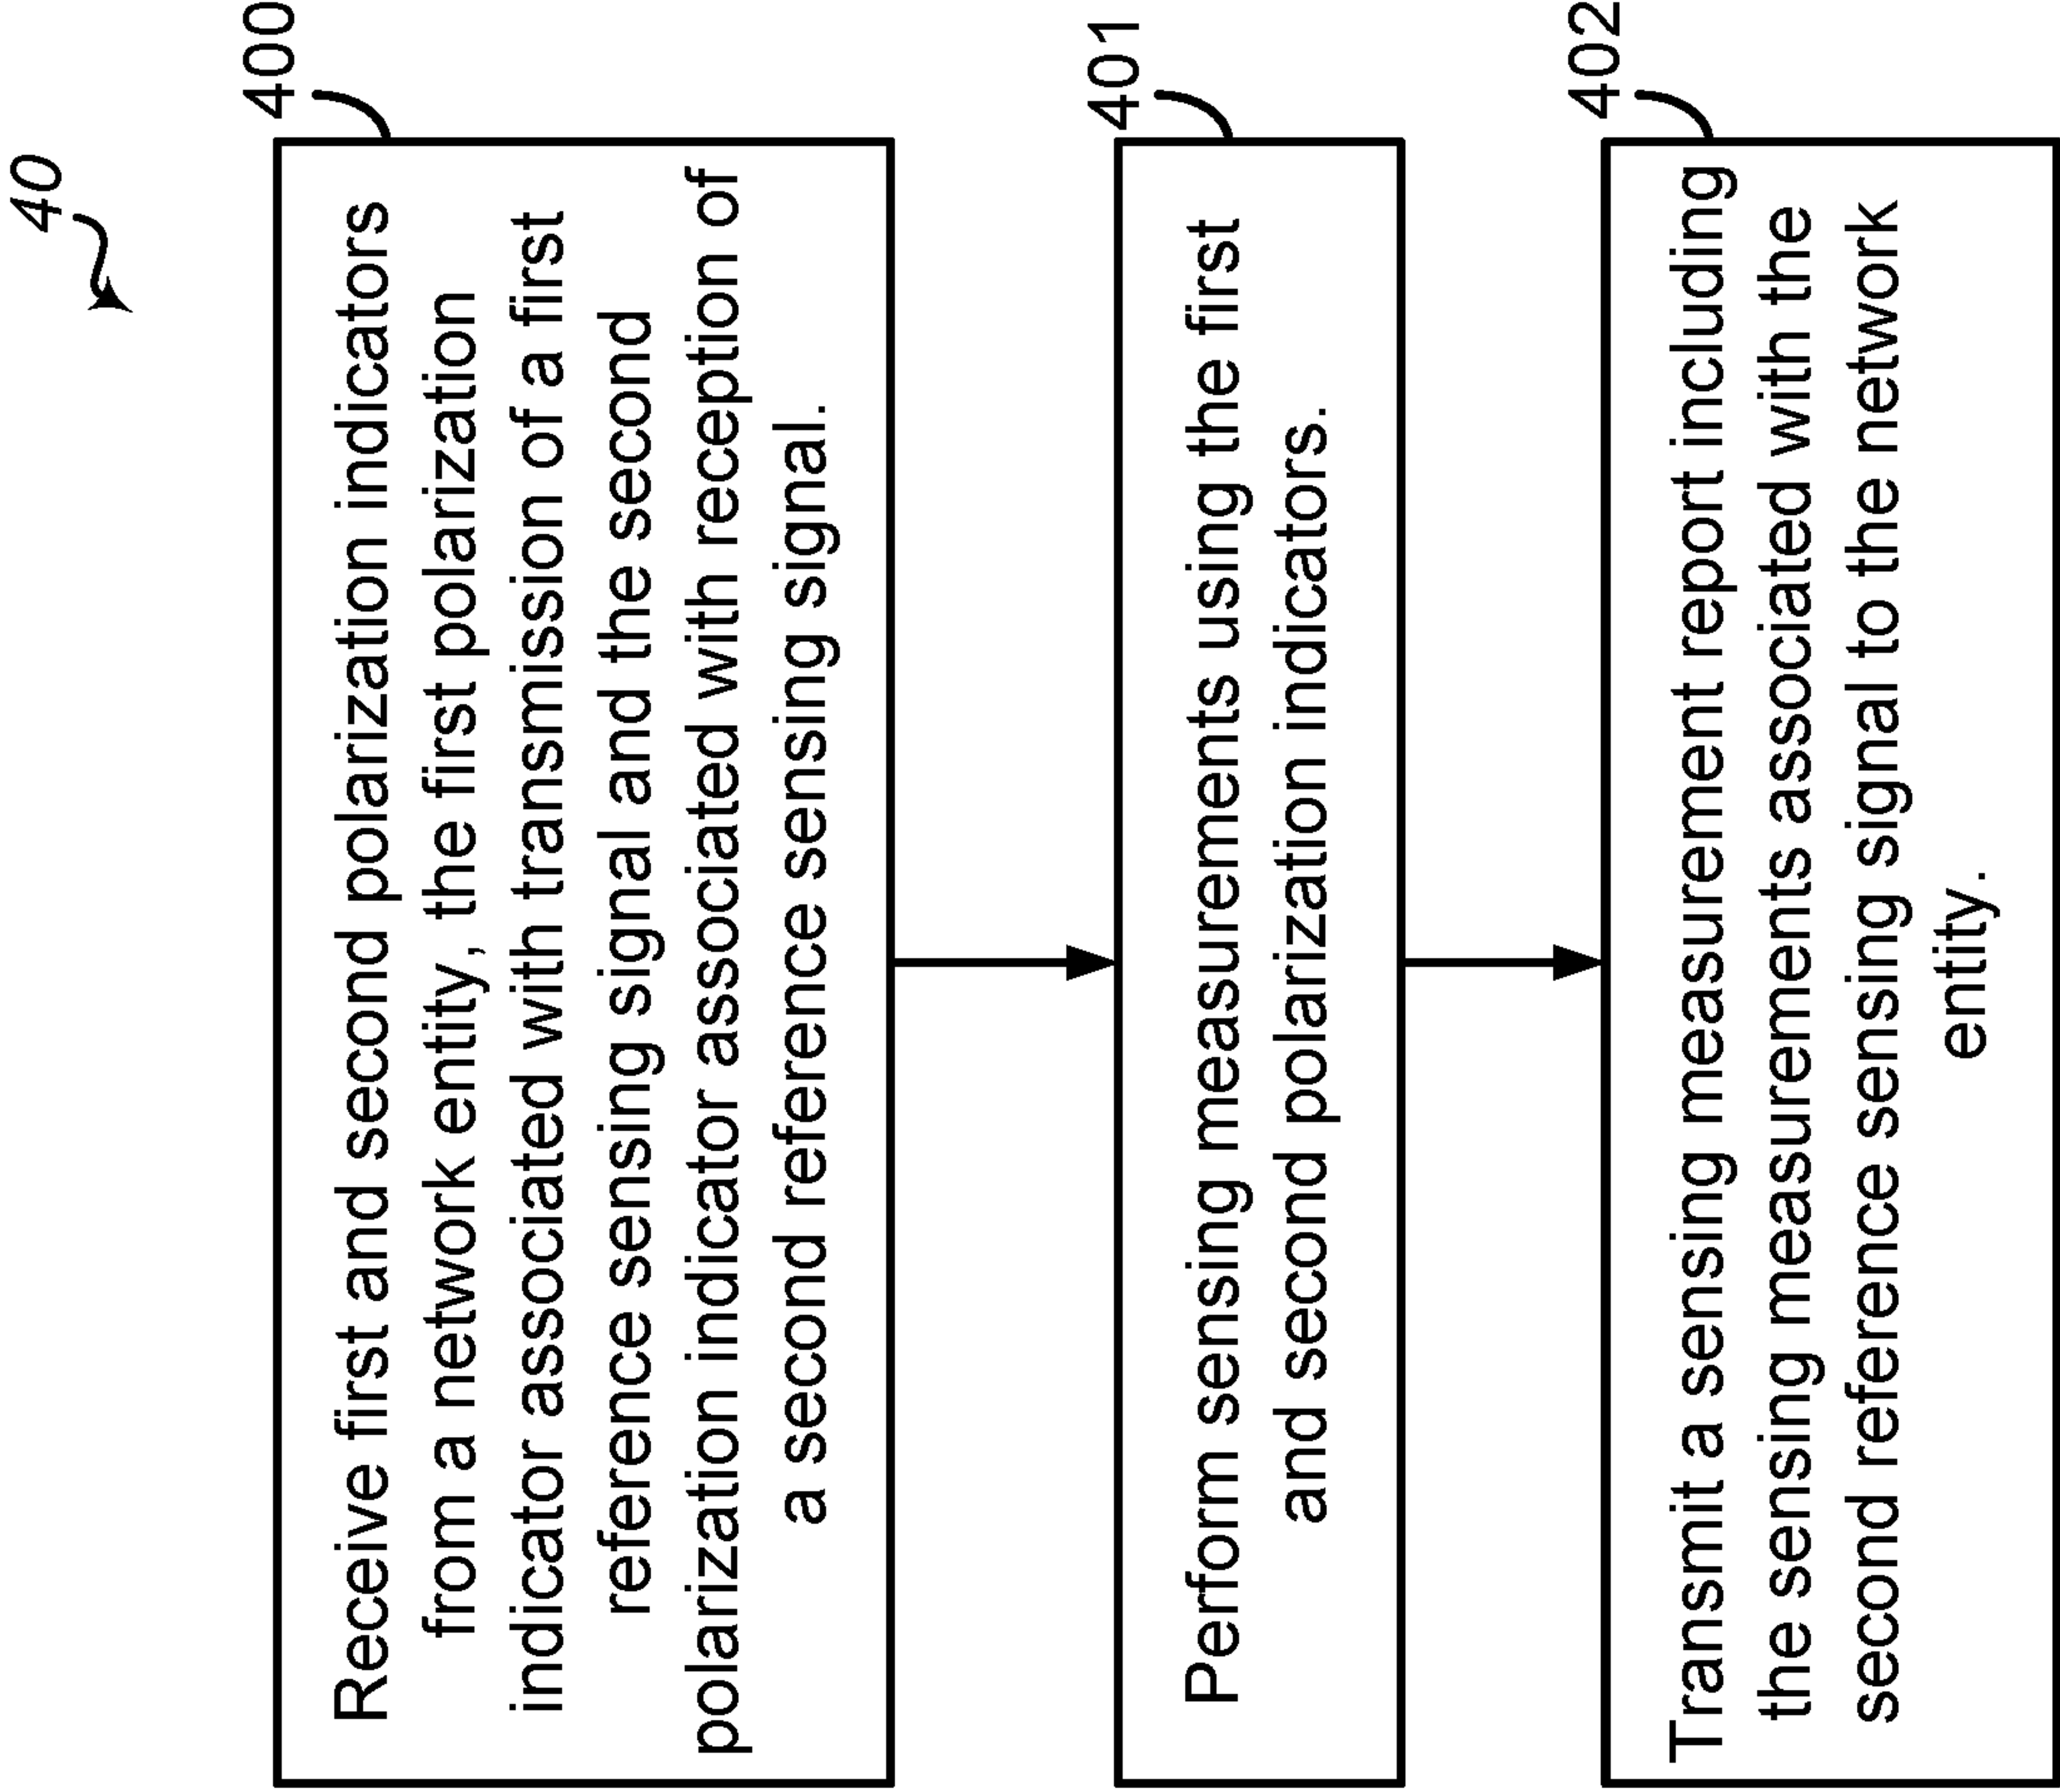 40
400
Receive first and second polarization indicators
from a network entity, the first polarization
indicator associated with transmission of a first
reference sensing signal and the second
polarization indicator associated with reception of
a second reference sensing signal.
401
Perform sensing measurements using the first
and second polarization indicators.
402
Transmit a sensing measurement report including
the sensing measurements associated with the
second reference sensing signal to the network
entity.